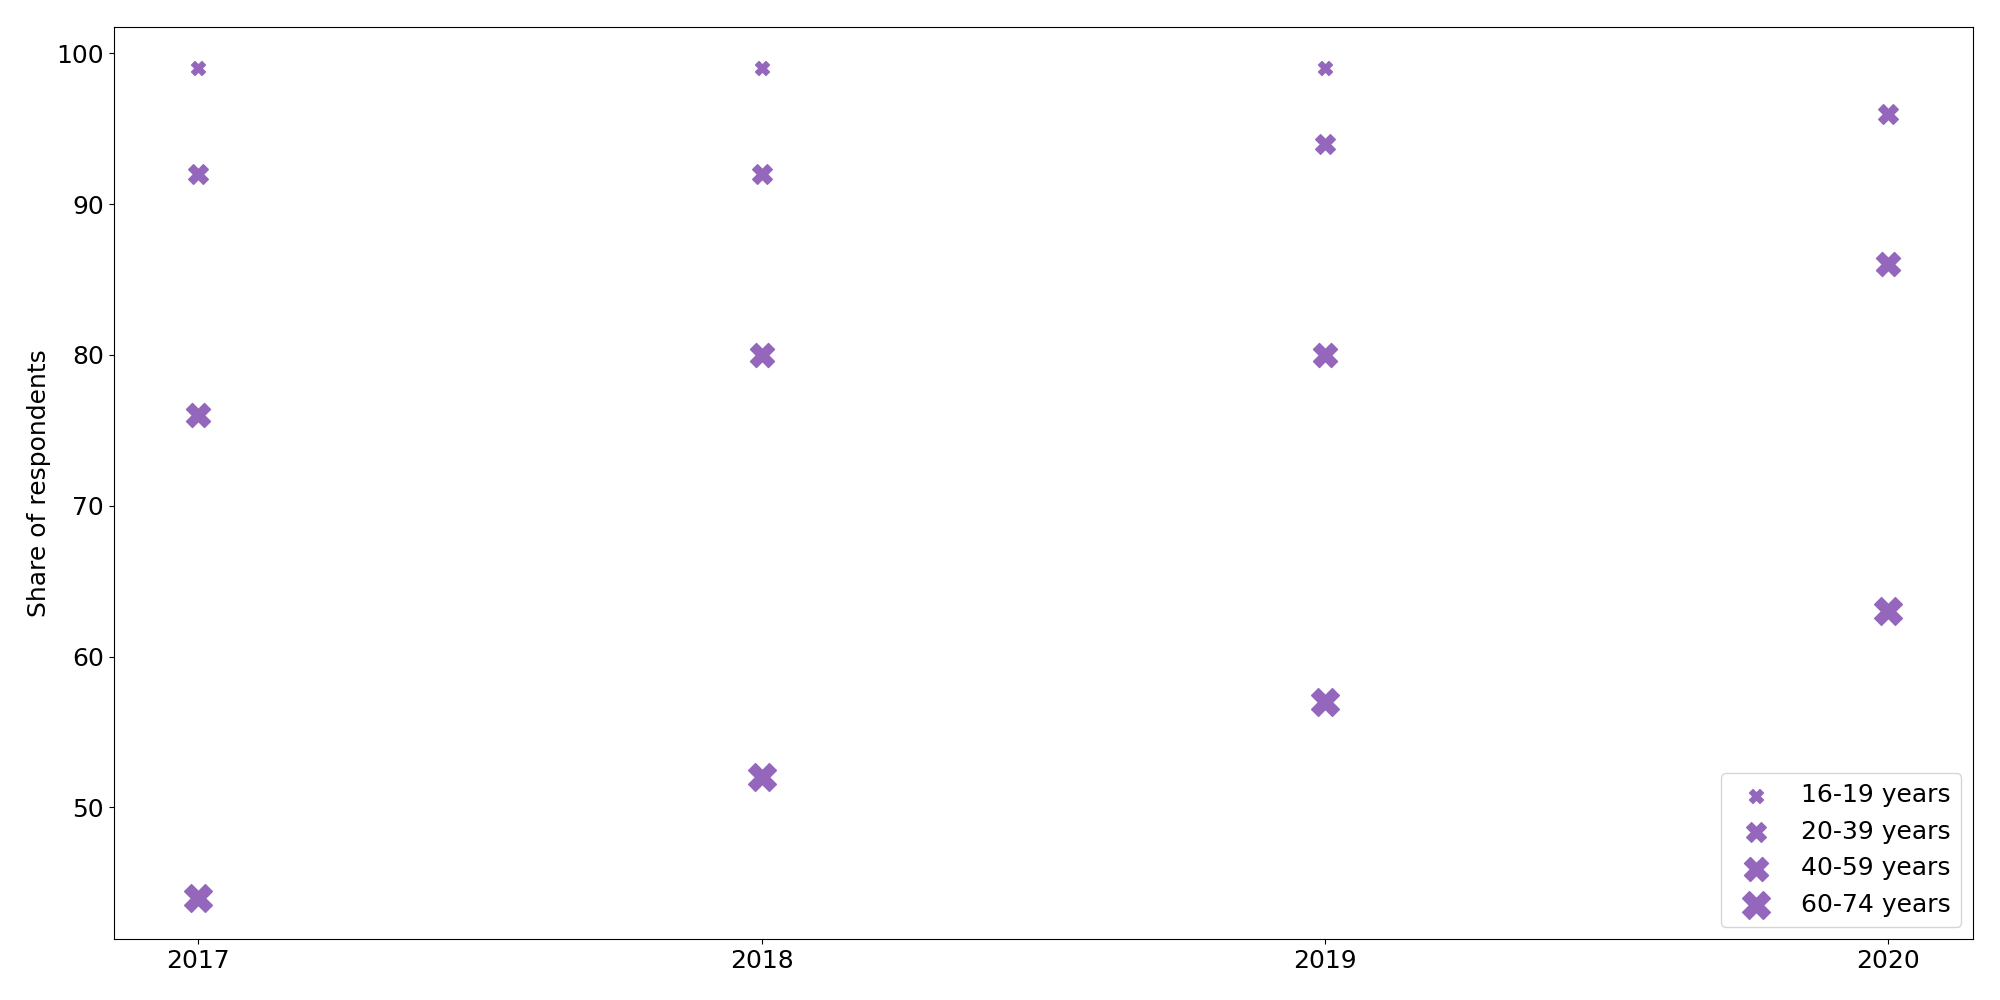 100
90
80
70
60
50
Share of respondents
2017 2018 2019 2020
16-19 years
20-39 years
40-59 years
60-74 years